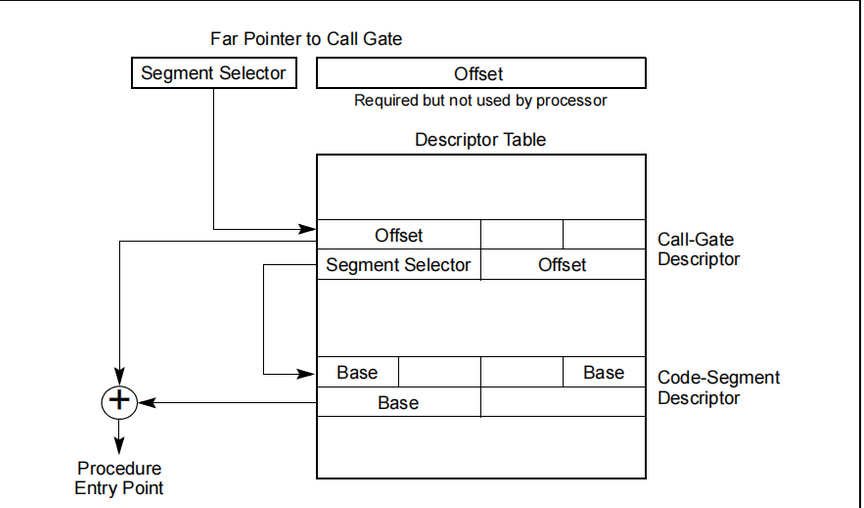 Far Pointer to Call Gate
Segment Selector
Offset
Required but not used by processor
Descriptor Table
Offset
Call-Gate
Descriptor
Segment Selector
Offset
Base
Base
Code-Segment
Descriptor
Base
+
Procedure
Entry Point